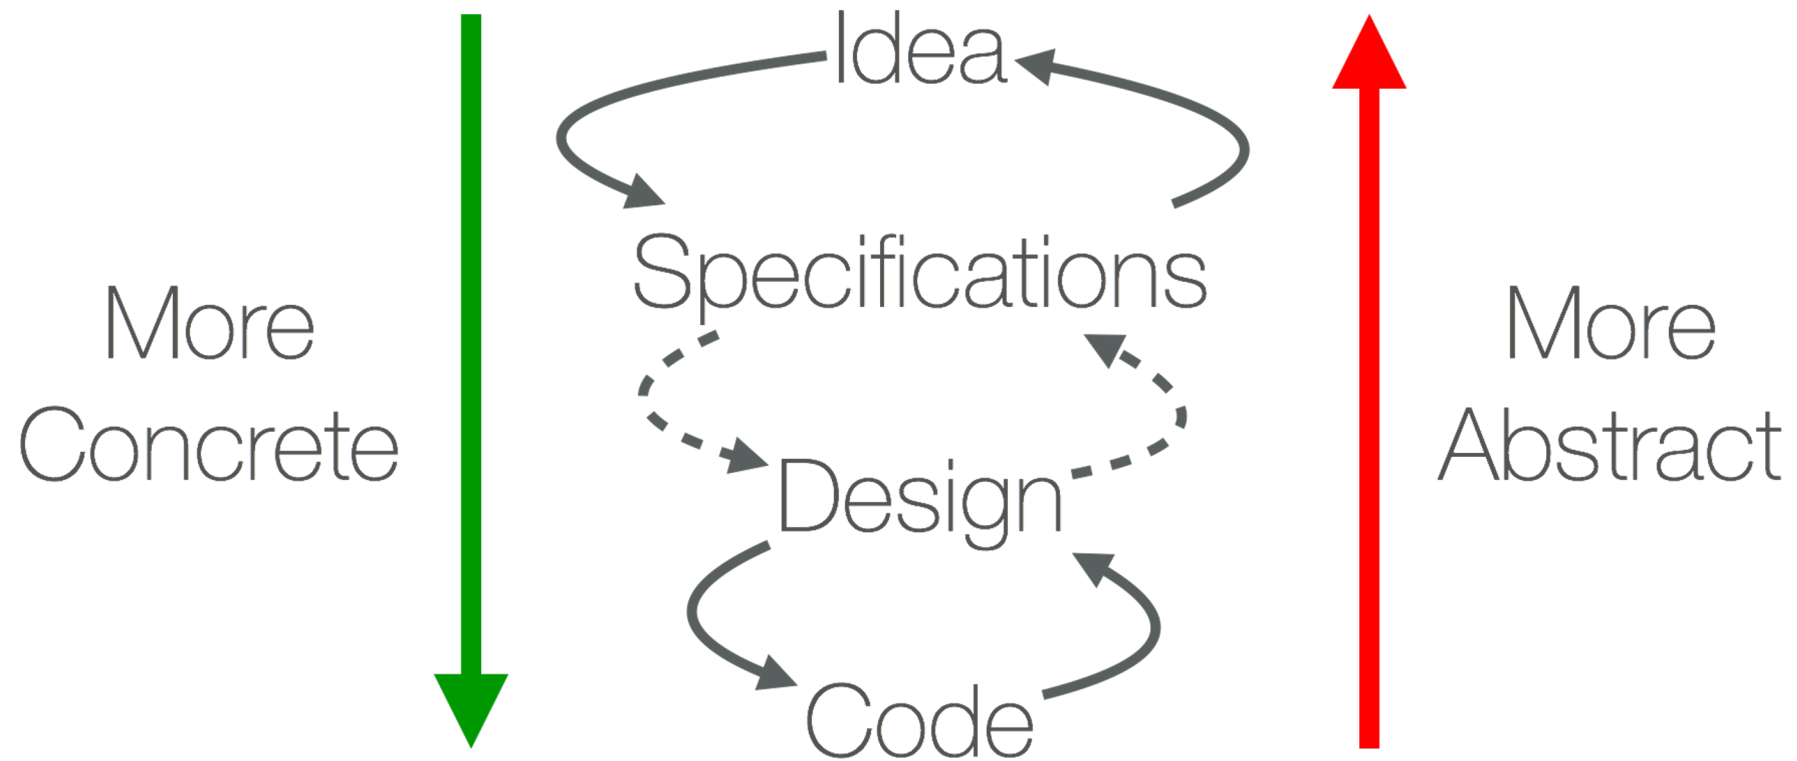 Idea
Specifications
Design
Code
More
Concrete
More
Abstract